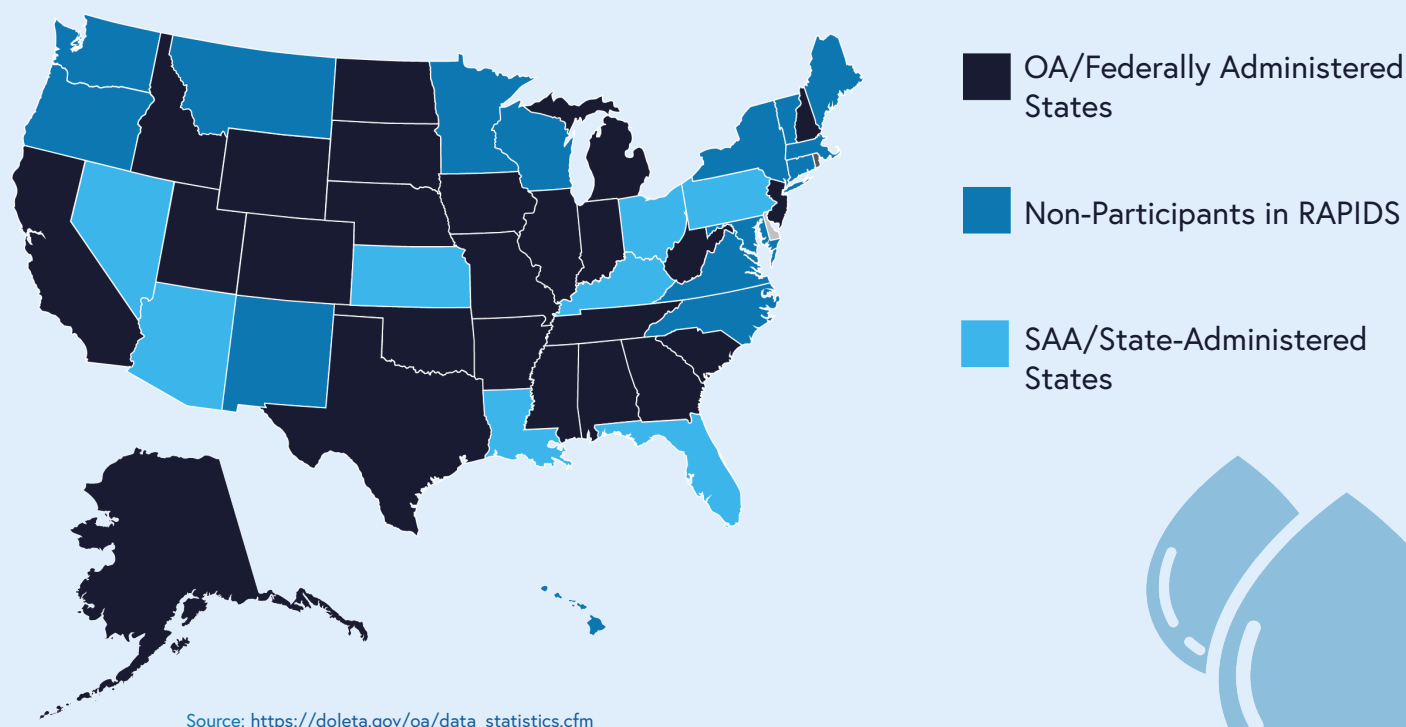 OA/Federally Administered
States
Non-Participants in RAPIDS
SAA/State-Administered
States
Source: https://doleta.gov/oa/data_statistics.cfm